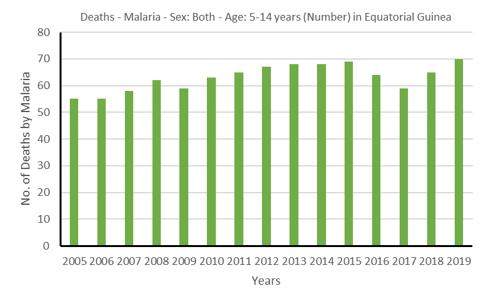 Deaths - Malaria - Sex: Both - Age: 5-14 years (Number) in Equatorial Guinea
80
70
60
50
40
30
20
10
0
No. of Deaths by Malaria
2005 2006 2007 2008 2009 2010 2011 2012 2013 2014 2015 2016 2017 2018 2019
Years